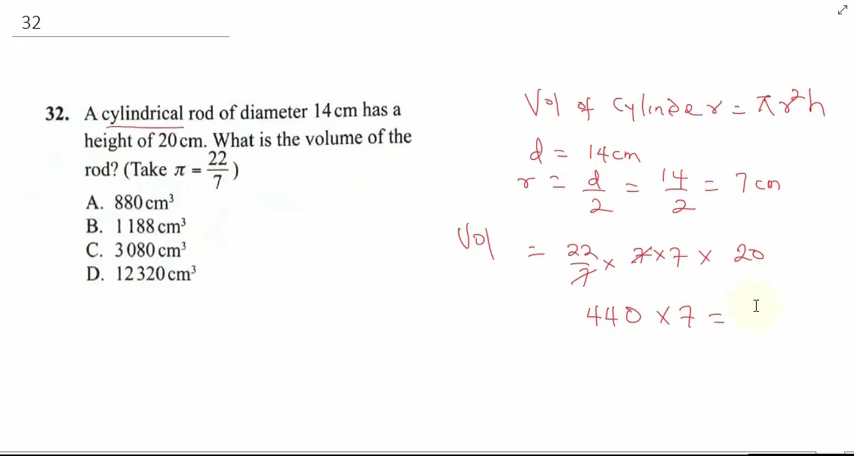 32
32. A cylindrical rod of diameter 14 cm has a
height of 20 cm. What is the volume of the
rod? (Take π = 22/7)
A. 880 cm³
B. 1 188 cm³
C. 3 080 cm³
D. 12 320 cm³
Vol of cylinder = πr²h
d = 14cm
r = d/2 = 14/2 = 7cm
Vol = 22/7 × 7 × 7 × 20
440 × 7 =